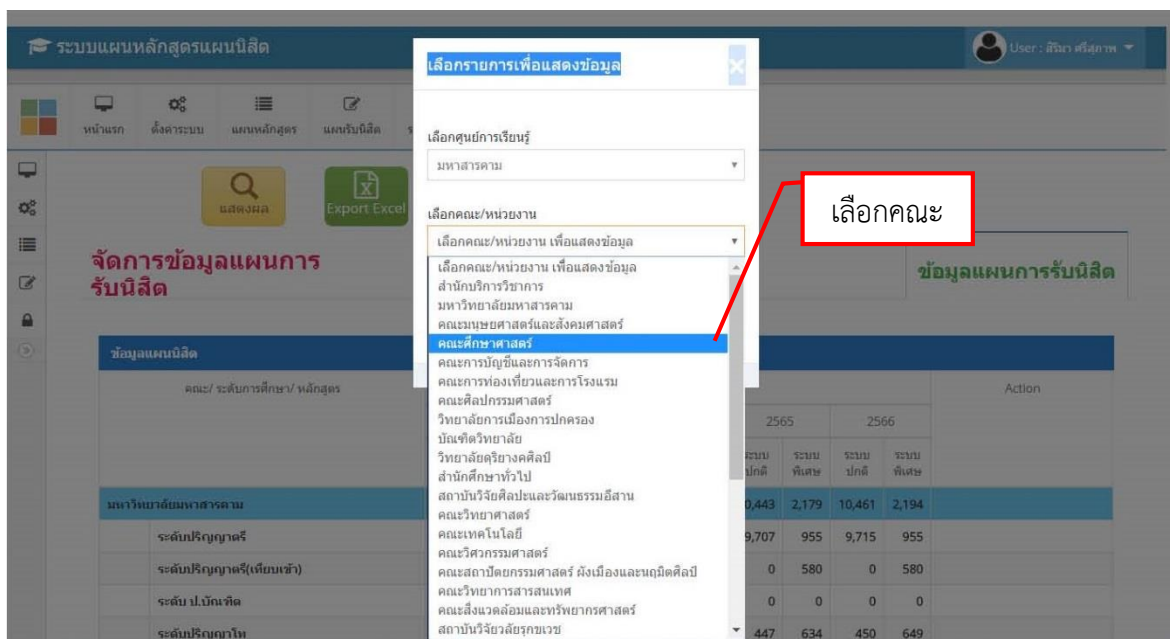 ระบบแผนหลักสูตรแผนนิสิต
User : สิริมา ศรีสุภาพ
เลือกรายการเพื่อแสดงข้อมูล
หน้าแรก
ตั้งค่าระบบ
แผนหลักสูตร
แผนรับนิสิต
เลือกศูนย์การเรียนรู้
มหาสารคาม
แสดงผล
Export Excel
เลือกคณะ
เลือกคณะ/หน่วยงาน
เลือกคณะ/หน่วยงาน เพื่อแสดงข้อมูล
จัดการข้อมูลแผนการ
รับนิสิต
ข้อมูลแผนการรับนิสิต
เลือกคณะ/หน่วยงาน เพื่อแสดงข้อมูล
สำนักบริการวิชาการ
มหาวิทยาลัยมหาสารคาม
คณะมนุษยศาสตร์และสังคมศาสตร์
คณะศึกษาศาสตร์
คณะการบัญชีและการจัดการ
คณะการท่องเที่ยวและการโรงแรม
คณะศิลปกรรมศาสตร์
วิทยาลัยการเมืองการปกครอง
บัณฑิตวิทยาลัย
วิทยาลัยดุริยางคศิลป์
สำนักศึกษาทั่วไป
สถาบันวิจัยศิลปะและวัฒนธรรมอีสาน
คณะวิทยาศาสตร์
คณะเทคโนโลยี
คณะวิศวกรรมศาสตร์
คณะสถาปัตยกรรมศาสตร์ ผังเมืองและนฤมิตศิลป์
คณะวิทยาการสารสนเทศ
คณะสิ่งแวดล้อมและทรัพยากรศาสตร์
สถาบันวิจัยวลัยรุกขเวช
ข้อมูลแผนนิสิต
คณะ/ ระดับการศึกษา/ หลักสูตร
Action
2565 2566
ระบบ ปกติ ระบบ พิเศษ ระบบ ปกติ ระบบ พิเศษ
มหาวิทยาลัยมหาสารคาม 0,443 2,179 10,461 2,194
ระดับปริญญาตรี 9,707 955 9,715 955
ระดับปริญญาตรี(เทียบเข้า) 0 580 0 580
ระดับ ป.บัณฑิต 0 0 0 0
ระดับปริญญาโท 447 634 450 649